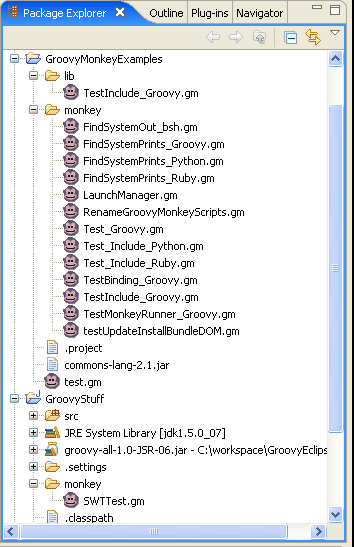 Package Explorer Outline Plug-ins Navigator
GroovyMonkeyExamples
lib
TestInclude_Groovy.gm
monkey
FindSystemOut_bsh.gm
FindSystemPrints_Groovy.gm
FindSystemPrints_Python.gm
FindSystemPrints_Ruby.gm
LaunchManager.gm
RenameGroovyMonkeyScripts.gm
Test_Groovy.gm
Test_Include_Python.gm
Test_Include_Ruby.gm
TestBinding_Groovy.gm
TestInclude_Groovy.gm
TestMonkeyRunner_Groovy.gm
testUpdateInstallBundleDOM.gm
.project
commons-lang-2.1.jar
test.gm
GroovyStuff
src
JRE System Library [jdk1.5.0_07]
groovy-all-1.0-JSR-06.jar - C:\workspace\GroovyEclips
.settings
monkey
SWTTest.gm
.classpath